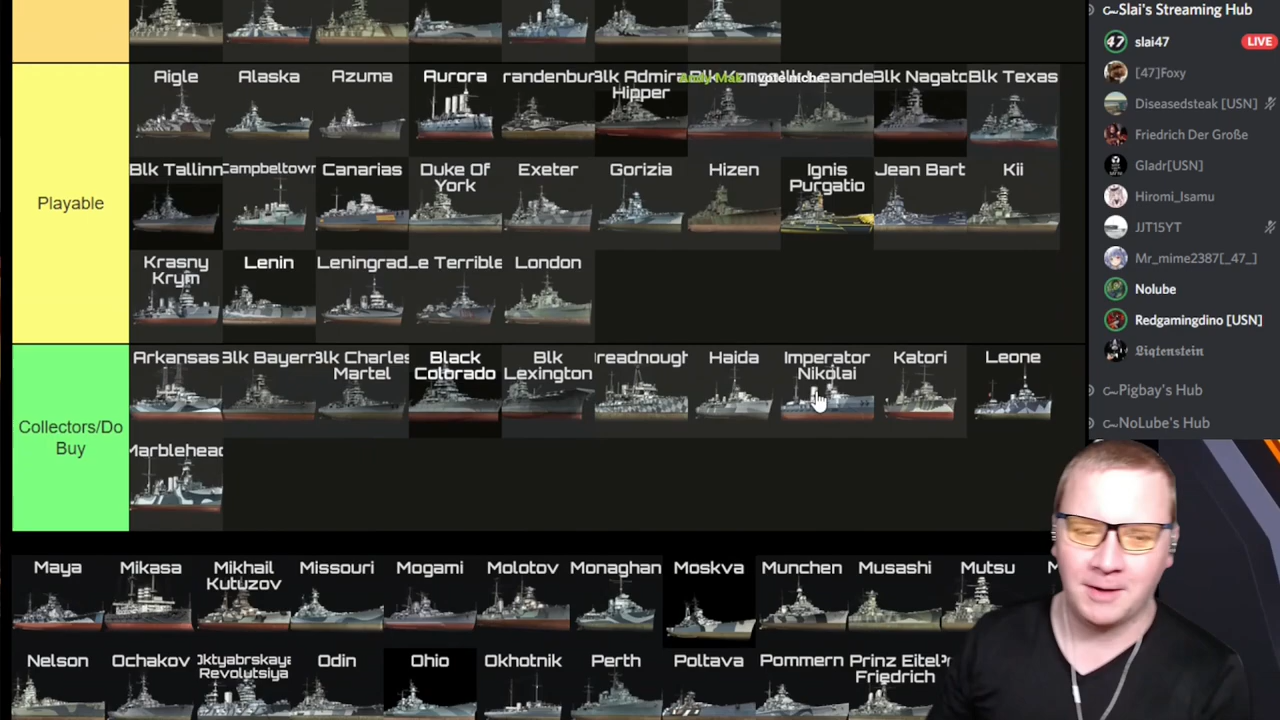 Slai's Streaming Hub
slai47
LIVE
[47]Foxy
Diseasedsteak [USN]
Friedrich Der Große
Gladr[USN]
Hiromi_Isamu
JJT15YT
Mr_mime2387[_47_]
Nolube
Redgamingdino [USN]
𝔏𝔦𝔮𝔱𝔢𝔫𝔰𝔱𝔢𝔦𝔫
Pigbay's Hub
NoLube's Hub
Playable
Aigle Alaska Azuma Aurora randenbur Blk Admira Blk Nagato Blk Texas
Hipper
Blk Tallinn Campbeltown Canarias Duke Of York Exeter Gorizia Hizen Ignis Purgatio Jean Bart Kii
Krasny Krym Lenin Leningrad Le Terrible London
Collectors/Do Buy
Arkansas Blk Bayern Blk Charles Martel Black Colorado Blk Lexington Dreadnough Haida Imperator Nikolai Katori Leone
Marblehead
Maya Mikasa Mikhail Kutuzov Missouri Mogami Molotov Monaghan Moskva Munchen Musashi Mutsu
Nelson Ochakov Oktyabrskaya Revolutsiya Odin Ohio Okhotnik Perth Poltava Pommern Prinz Eitel Friedrich